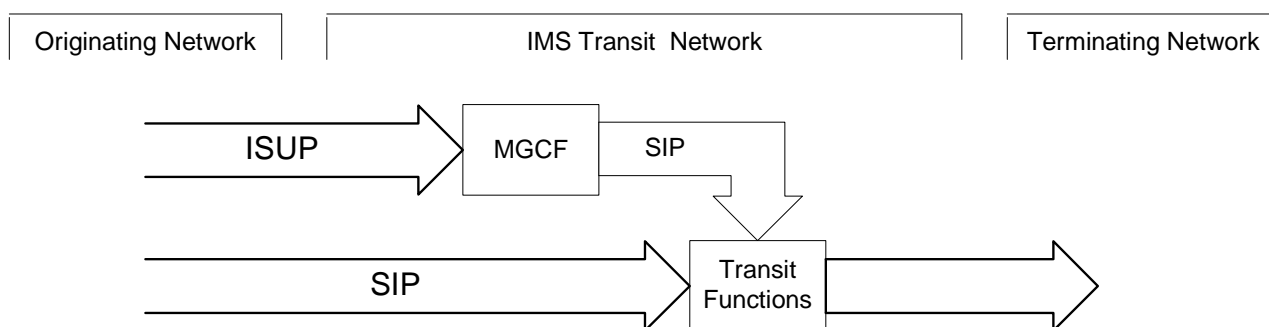 Originating Network
IMS Transit Network
Terminating Network
ISUP
MGCF
SIP
SIP
Transit
Functions